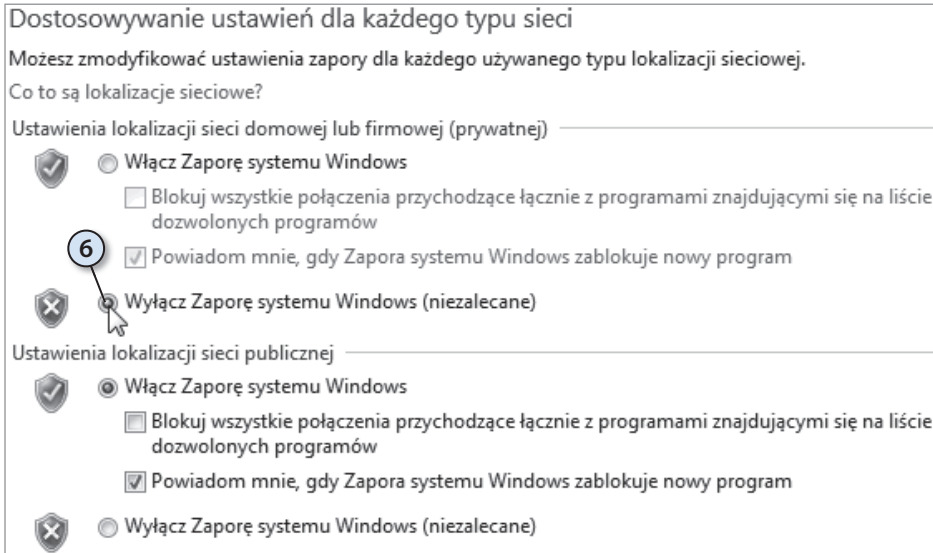 Dostosowywanie ustawień dla każdego typu sieci
Możesz zmodyfikować ustawienia zapory dla każdego używanego typu lokalizacji sieciowej.
Co to są lokalizacje sieciowe?
Ustawienia lokalizacji sieci domowej lub firmowej (prywatnej)
Włącz Zaporę systemu Windows
Blokuj wszystkie połączenia przychodzące łącznie z programami znajdującymi się na liście
dozwolonych programów
6
Powiadom mnie, gdy Zapora systemu Windows zablokuje nowy program
Wyłącz Zaporę systemu Windows (niezalecane)
Ustawienia lokalizacji sieci publicznej
Włącz Zaporę systemu Windows
Blokuj wszystkie połączenia przychodzące łącznie z programami znajdującymi się na liście
dozwolonych programów
Powiadom mnie, gdy Zapora systemu Windows zablokuje nowy program
Wyłącz Zaporę systemu Windows (niezalecane)